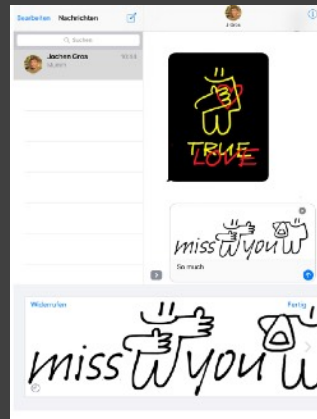 Bearbeiten Nachrichten
Suchen
Jochen Gros
TRUE
LOVE
miss you
So much
Widerrufen Fertig
miss you